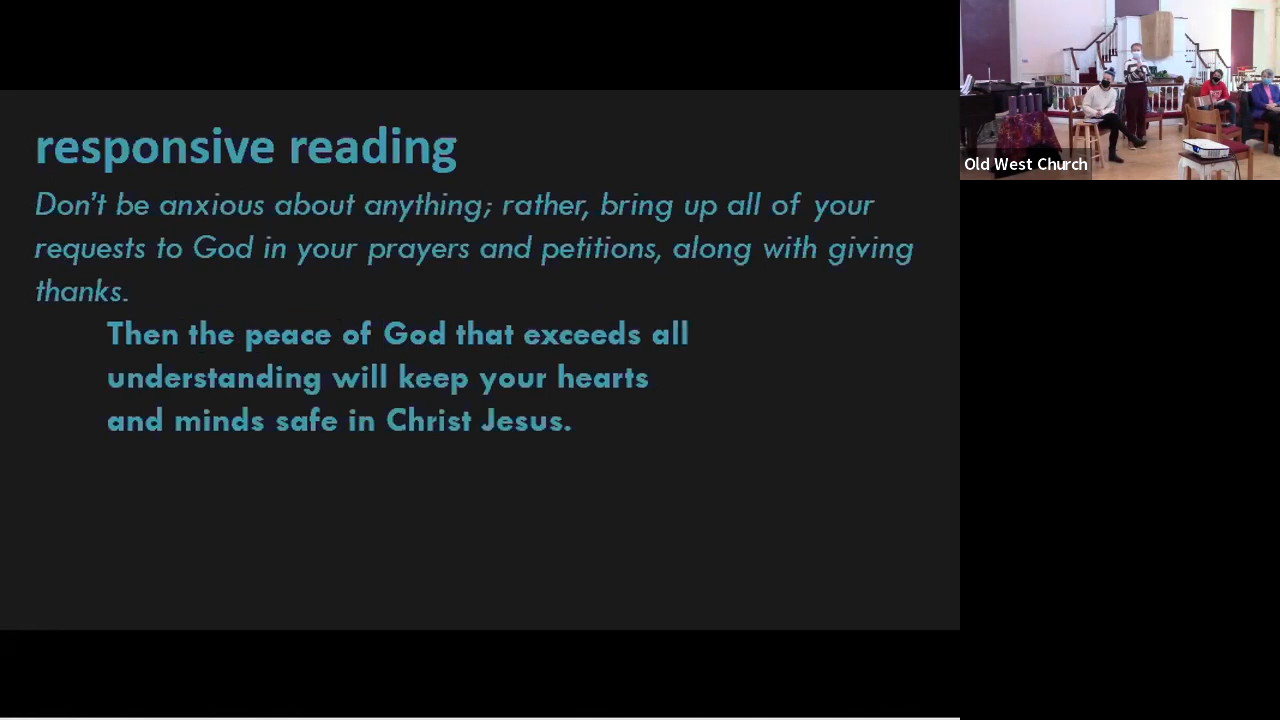 responsive reading
Don't be anxious about anything; rather, bring up all of your
requests to God in your prayers and petitions, along with giving
thanks.
Then the peace of God that exceeds all
understanding will keep your hearts
and minds safe in Christ Jesus.
Old West Church